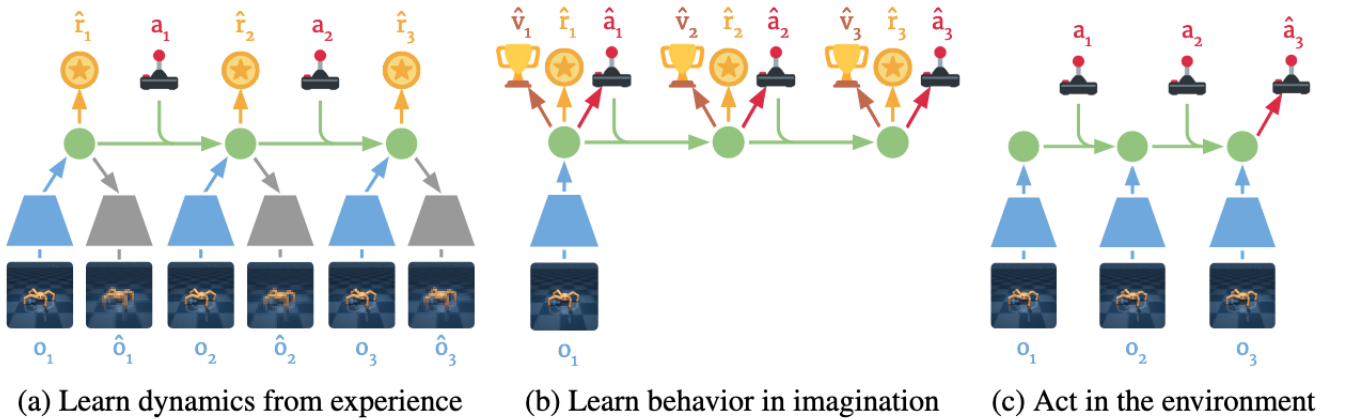 r̂₁ a₁ r̂₂ a₂ r̂₃
o₁ ô₁ o₂ ô₂ o₃ ô₃
(a) Learn dynamics from experience
v̂₁ r̂₁ â₁ v̂₃ r̂₂ â₂ v̂₃ r̂₃ â₃
o₁
(b) Learn behavior in imagination
a₁ a₂ â₃
o₁ o₂ o₃
(c) Act in the environment